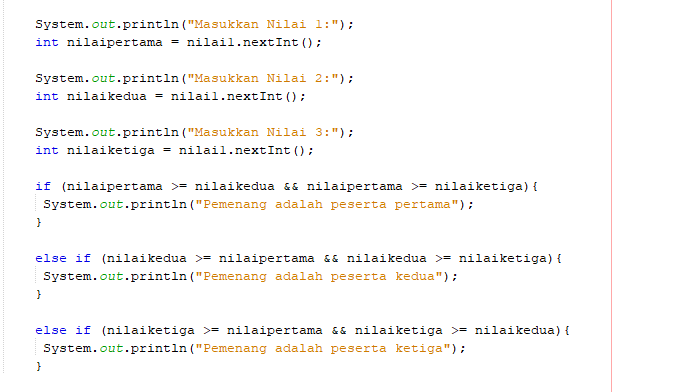 System.out.println("Masukkan Nilai 1:");
int nilaipertama = nilai1.nextInt();
System.out.println("Masukkan Nilai 2:");
int nilaikedua = nilai1.nextInt();
System.out.println("Masukkan Nilai 3:");
int nilaiketiga = nilai1.nextInt();
if (nilaipertama >= nilaikedua && nilaipertama >= nilaiketiga){
System.out.println("Pemenang adalah peserta pertama");
}
else if (nilaikedua >= nilaipertama && nilaikedua >= nilaiketiga){
System.out.println("Pemenang adalah peserta kedua");
}
else if (nilaiketiga >= nilaipertama && nilaiketiga >= nilaikedua){
System.out.println("Pemenang adalah peserta ketiga");
}